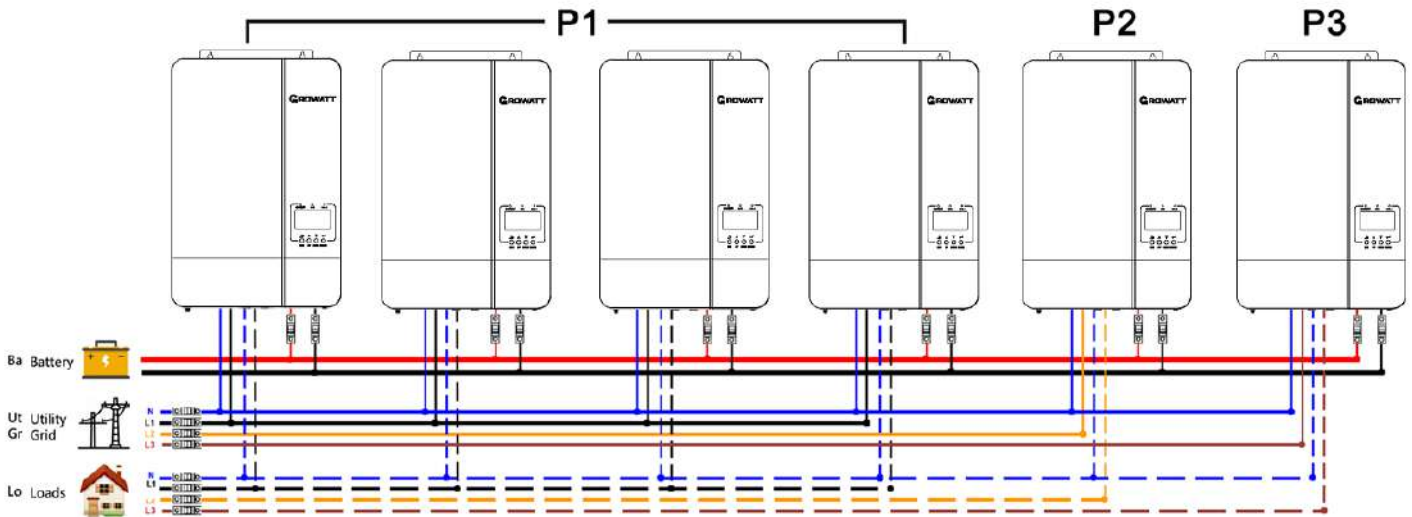 P1 P2 P3
GROWATT GROWATT GROWATT GROWATT GROWATT GROWATT
Ba Battery
Ut Utility
Gr Grid
N
L1
L2
L3
Lo Loads
N
L1
L2
L3